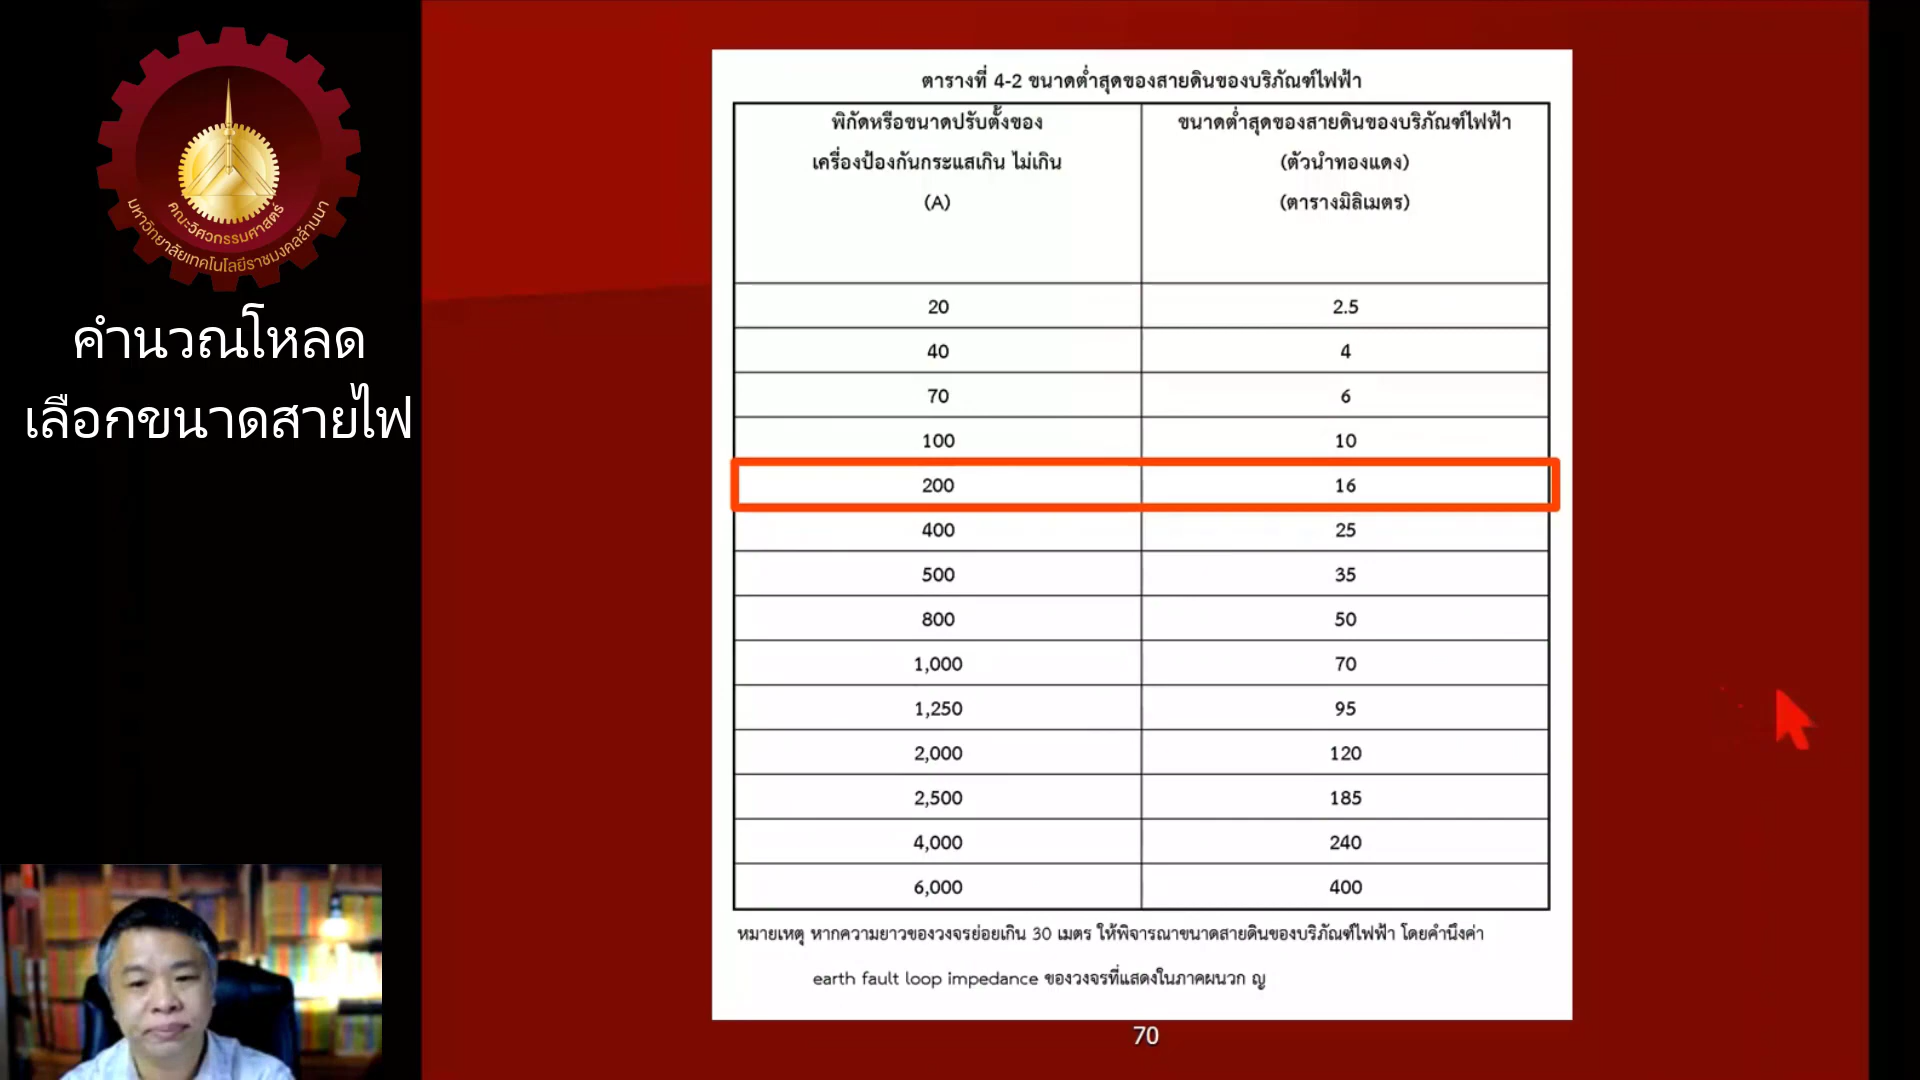 คณะวิศวกรรมศาสตร์
มหาวิทยาลัยเทคโนโลยีราชมงคลล้านนา
คำนวณโหลด
เลือกขนาดสายไฟ
ตารางที่ 4-2 ขนาดต่ำสุดของสายดินของบริภัณฑ์ไฟฟ้า
พิกัดหรือขนาดปรับตั้งของ
เครื่องป้องกันกระแสเกิน ไม่เกิน
(A)
ขนาดต่ำสุดของสายดินของบริภัณฑ์ไฟฟ้า
(ตัวนำทองแดง)
(ตารางมิลิเมตร)
20 2.5
40 4
70 6
100 10
200 16
400 25
500 35
800 50
1,000 70
1,250 95
2,000 120
2,500 185
4,000 240
6,000 400
หมายเหตุ หากความยาวของวงจรย่อยเกิน 30 เมตร ให้พิจารณาขนาดสายดินของบริภัณฑ์ไฟฟ้า โดยคำนึงค่า
earth fault loop impedance ของวงจรที่แสดงในภาคผนวก ญ
70